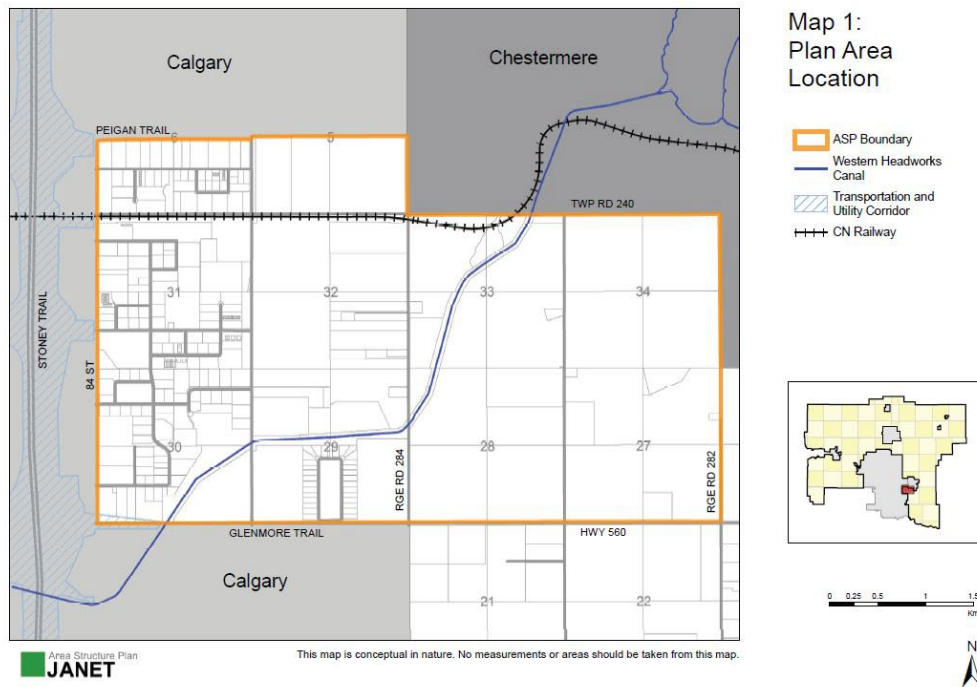 Map 1:
Plan Area
Location
Calgary
Chestermere
PEIGAN TRAIL
6
5
TWP RD 240
31
32
33
34
STONEY TRAIL
84 ST
30
29
28
27
RGE RD 284
RGE RD 282
GLENMORE TRAIL
HWY 560
Calgary
21
22
ASP Boundary
Western Headworks
Canal
Transportation and
Utility Corridor
CN Railway
0 0.25 0.5 1 1.5
Km
N
Area Structure Plan
JANET
This map is conceptual in nature. No measurements or areas should be taken from this map.